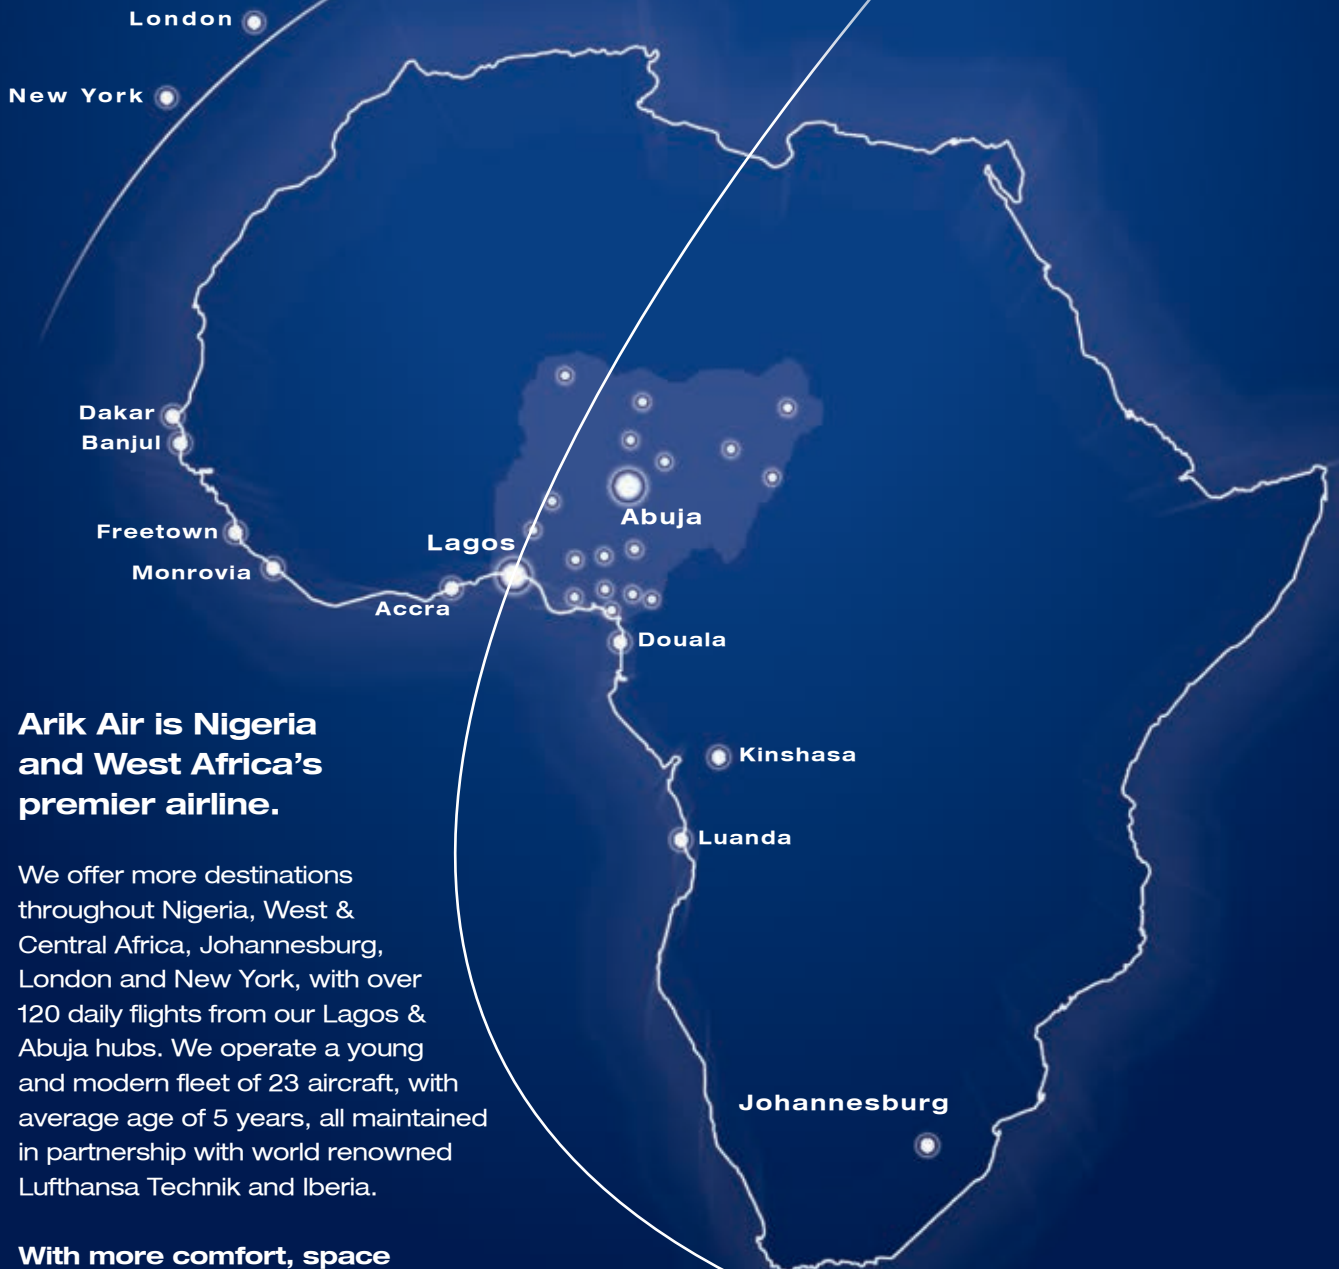 London
New York
Dakar
Banjul
Abuja
Freetown
Lagos
Monrovia
Accra
Douala
Arik Air is Nigeria
and West Africa’s
premier airline.
Kinshasa
Luanda
We offer more destinations
throughout Nigeria, West &
Central Africa, Johannesburg,
London and New York, with over
120 daily flights from our Lagos &
Abuja hubs. We operate a young
and modern fleet of 23 aircraft, with
average age of 5 years, all maintained
in partnership with world renowned
Lufthansa Technik and Iberia.
Johannesburg
With more comfort, space